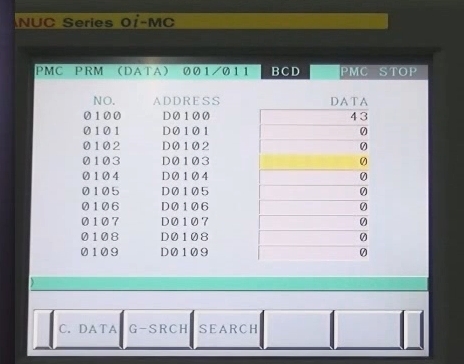 FANUC Series 0i-MC
PMC PRM (DATA) 001/011 BCD PMC STOP
NO. ADDRESS DATA
0100 D0100 43
0101 D0101 0
0102 D0102 0
0103 D0103 0
0104 D0104 0
0105 D0105 0
0106 D0106 0
0107 D0107 0
0108 D0108 0
0109 D0109 0
)
C. DATA G-SRCH SEARCH